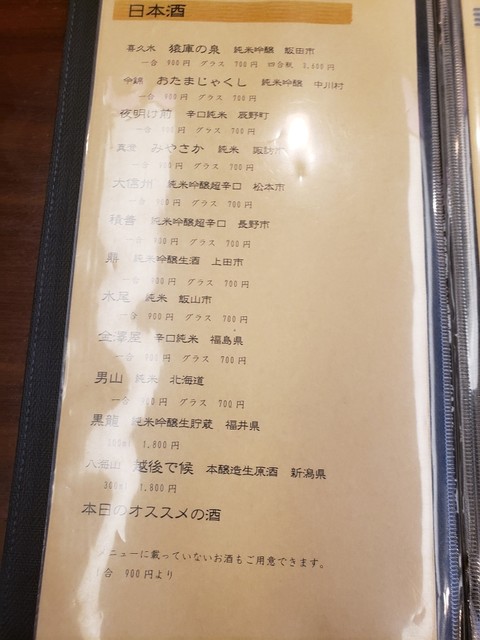 日本酒
喜久水 猿庫の泉 純米吟醸 飯田市
一合 900円 グラス 700円 四合瓶 3,600円
今錦 おたまじゃくし 純米吟醸 中川村
一合 900円 グラス 700円
夜明け前 辛口純米 辰野町
一合 900円 グラス 700円
真澄 みやさか 純米 諏訪市
一合 900円 グラス 700円
大信州 純米吟醸超辛口 松本市
一合 900円 グラス 700円
積善 純米吟醸超辛口 長野市
一合 900円 グラス 700円
鼎 純米吟醸生酒 上田市
一合 900円 グラス 700円
水尾 純米 飯山市
一合 900円 グラス 700円
金澤屋 辛口純米 福島県
一合 900円 グラス 700円
男山 純米 北海道
一合 900円 グラス 700円
黒龍 純米吟醸生貯蔵 福井県
300ml 1,800円
八海山 越後で候 本醸造生原酒 新潟県
300ml 1,800円
本日のオススメの酒
メニューに載っていないお酒もご用意できます。
一合 900円より